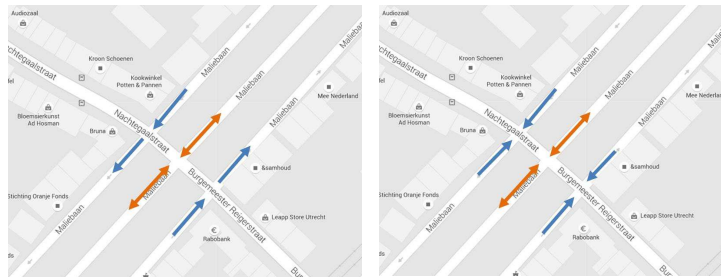 Audiozaal
Maliebaan
Kroon Schoenen
Maliebaan
Nachtegaalstraat
Kookwinkel
Potten & Pannen
Maliebaan
Mee Nederland
Bloemsierkunst
Ad Hosman
Bruna
Nachtegaalstraat
&samhoud
Maliebaan
Burgemeester Reigerstraat
Stichting Oranje Fonds
Maliebaan
Leapp Store Utrecht
€
Rabobank
Maliebaan
Audiozaal
Maliebaan
Kroon Schoenen
Maliebaan
Nachtegaalstraat
Kookwinkel
Potten & Pannen
Maliebaan
Mee Nederland
Bloemsierkunst
Ad Hosman
Bruna
Nachtegaalstraat
&samhoud
Maliebaan
Burgemeester Reigerstraat
Stichting Oranje Fonds
Maliebaan
Leapp Store Utrecht
€
Rabobank
Maliebaan